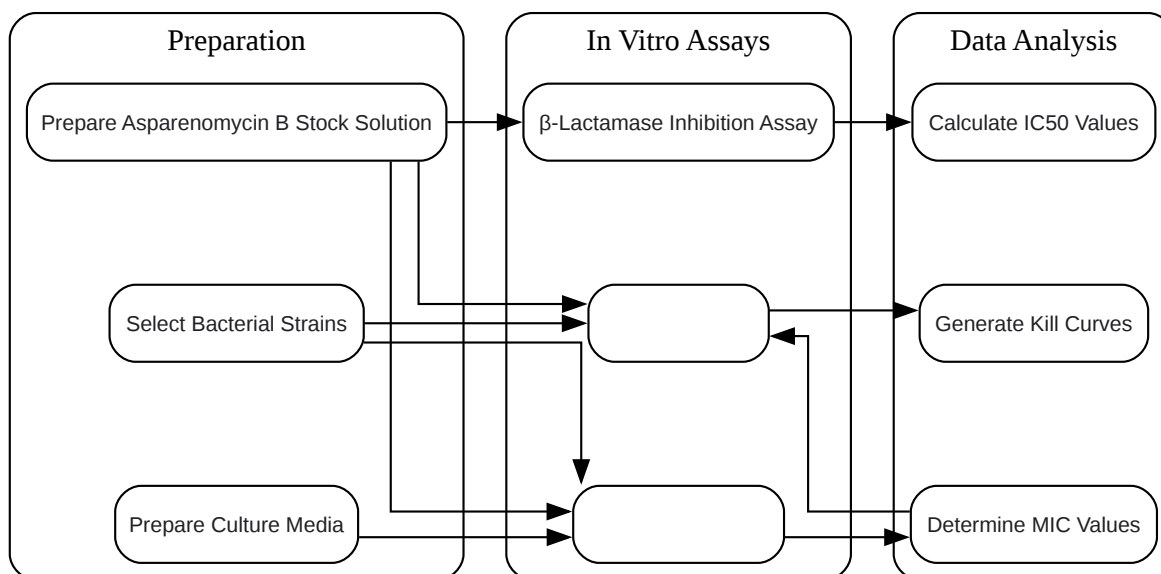 Preparation
Prepare Asparenomycin B Stock Solution
Select Bacterial Strains
Prepare Culture Media
In Vitro Assays
β-Lactamase Inhibition Assay
Data Analysis
Calculate IC50 Values
Generate Kill Curves
Determine MIC Values